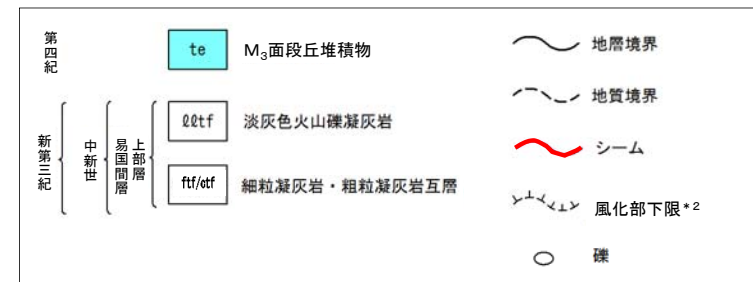 第四紀
te
M₃面段丘堆積物
新第三紀
中新世
易国間層
上部層
ℓℓtf
淡灰色火山礫凝灰岩
ftf/ctf
細粒凝灰岩・粗粒凝灰岩互層
地層境界
地質境界
シーム
風化部下限*²
礫